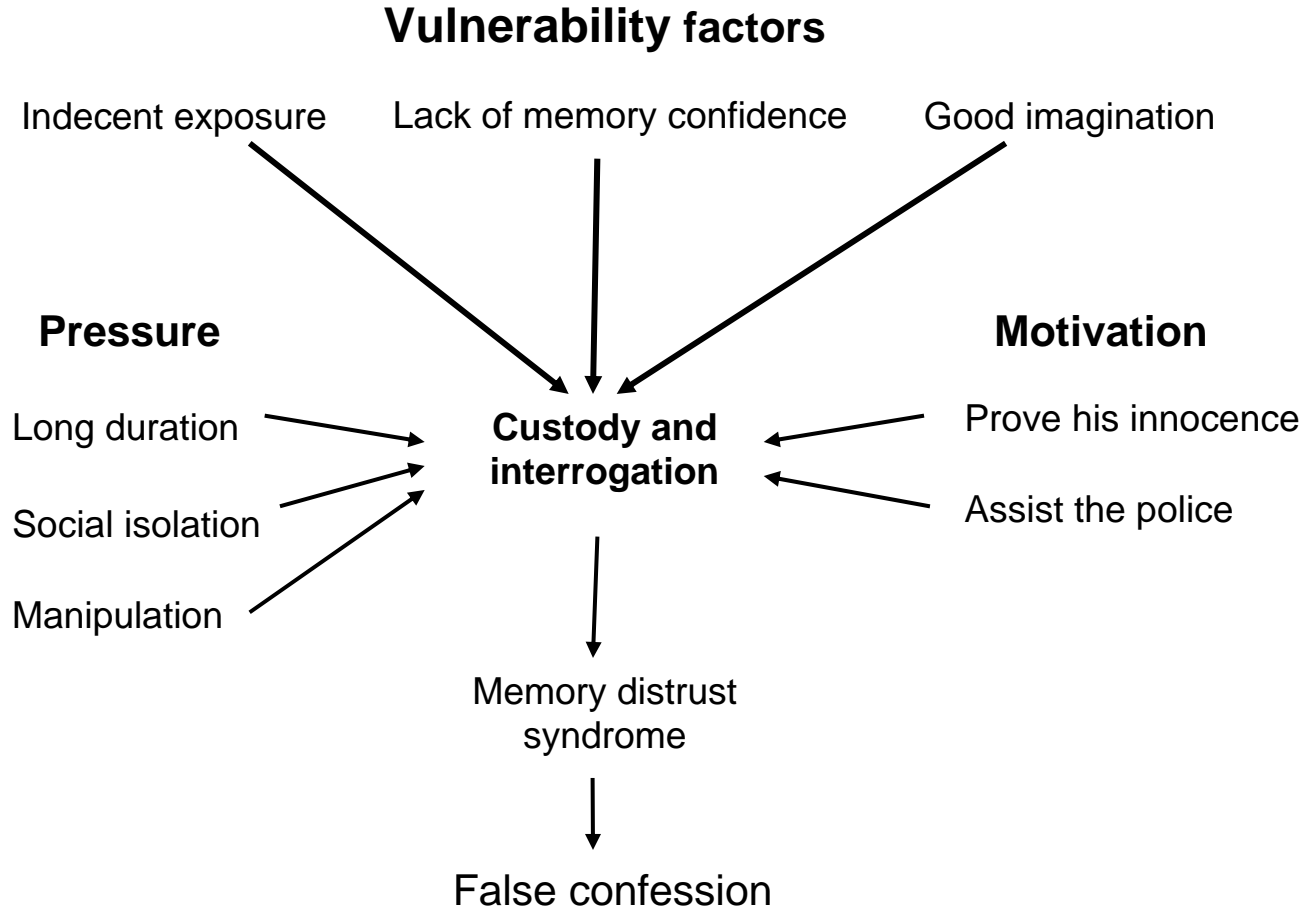 Vulnerability factors
Indecent exposure
Lack of memory confidence
Good imagination
Pressure
Motivation
Long duration
Social isolation
Manipulation
Custody and
interrogation
Prove his innocence
Assist the police
Memory distrust
syndrome
False confession